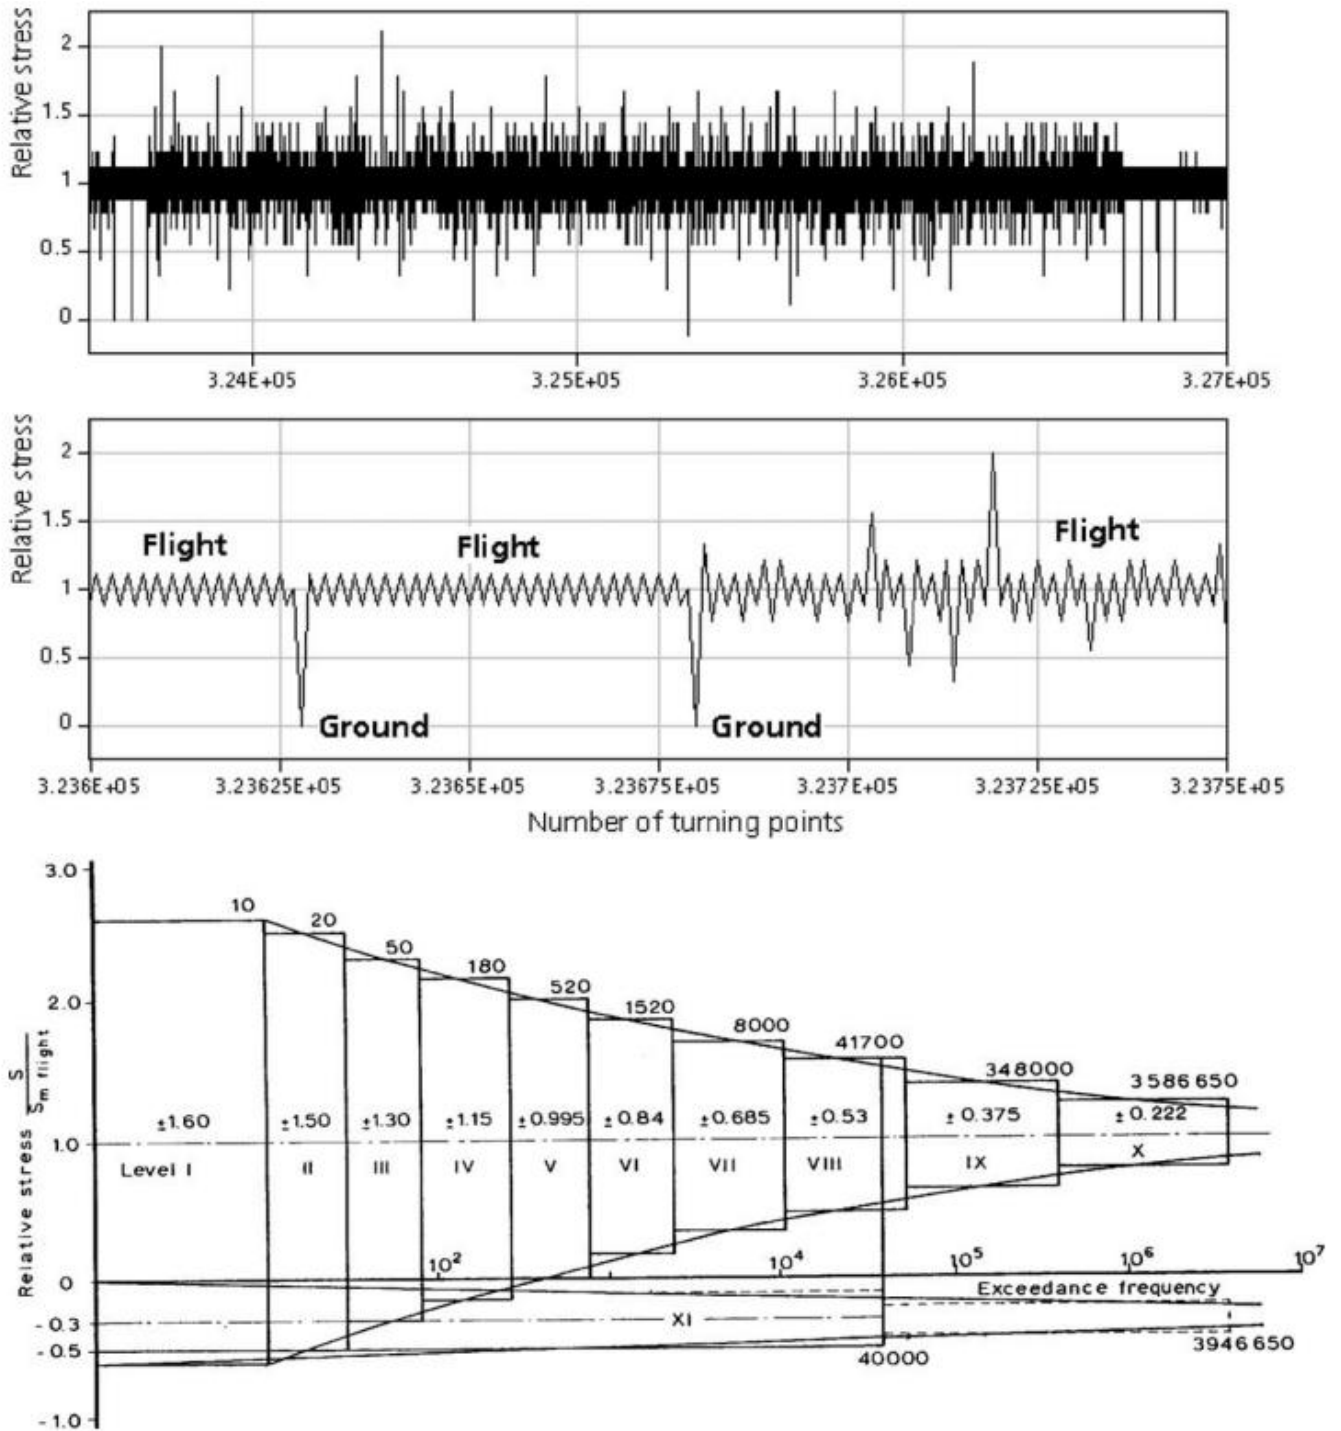 Relative stress
2
1.5
1
0.5
0
3.24E+05 3.25E+05 3.26E+05 3.27E+05
Relative stress
2
1.5
1
0.5
0
Flight Flight Flight
Ground Ground
3.236E+05 3.23625E+05 3.2365E+05 3.23675E+05 3.237E+05 3.23725E+05 3.2375E+05
Number of turning points
Relative stress S / Sm flight
3.0
2.0
1.0
0
-0.3
-0.5
-1.0
10 20 50 180 520 1520 8000 41700 348000 3586650
±1.60 ±1.50 ±1.30 ±1.15 ±0.995 ±0.84 ±0.685 ±0.53 ±0.375 ±0.222
Level I II III IV V VI VII VIII IX X
10² 10⁴ 10⁵ 10⁶ 10⁷
Exceedance frequency
XI
40000 3946650